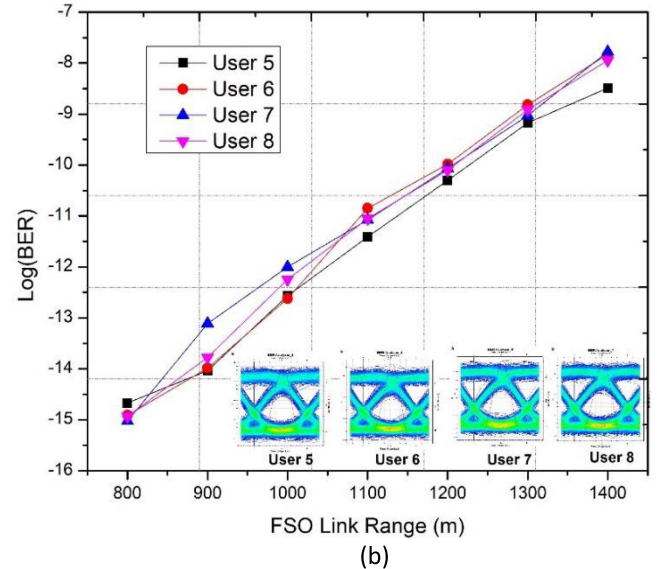 -7
-8
-9
-10
-11
-12
-13
-14
-15
-16
Log(BER)
User 5
User 6
User 7
User 8
User 5
User 6
User 7
User 8
800 900 1000 1100 1200 1300 1400
FSO Link Range (m)
(b)